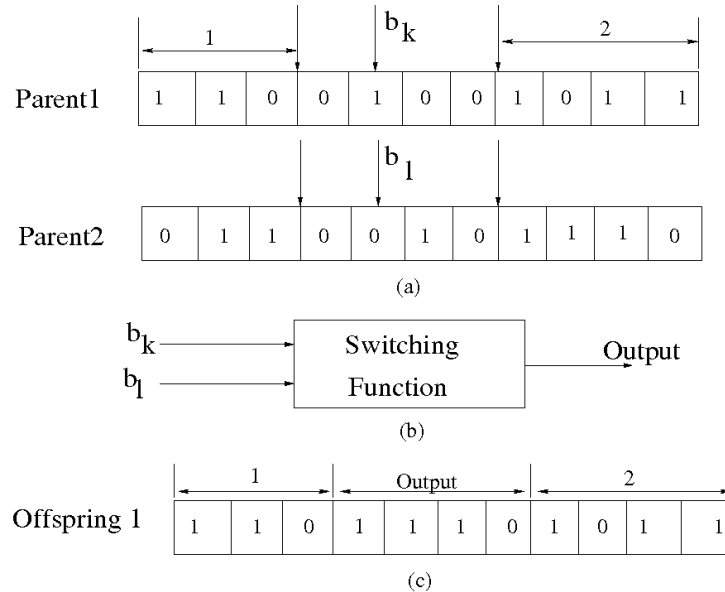 1 b_k 2
Parent1 1 1 0 0 1 0 0 1 0 1 1
b_l
Parent2 0 1 1 0 0 1 0 1 1 1 0
(a)
b_k Switching Output
b_l Function
(b)
1 Output 2
Offspring 1 1 1 0 1 1 1 0 1 0 1 1
(c)